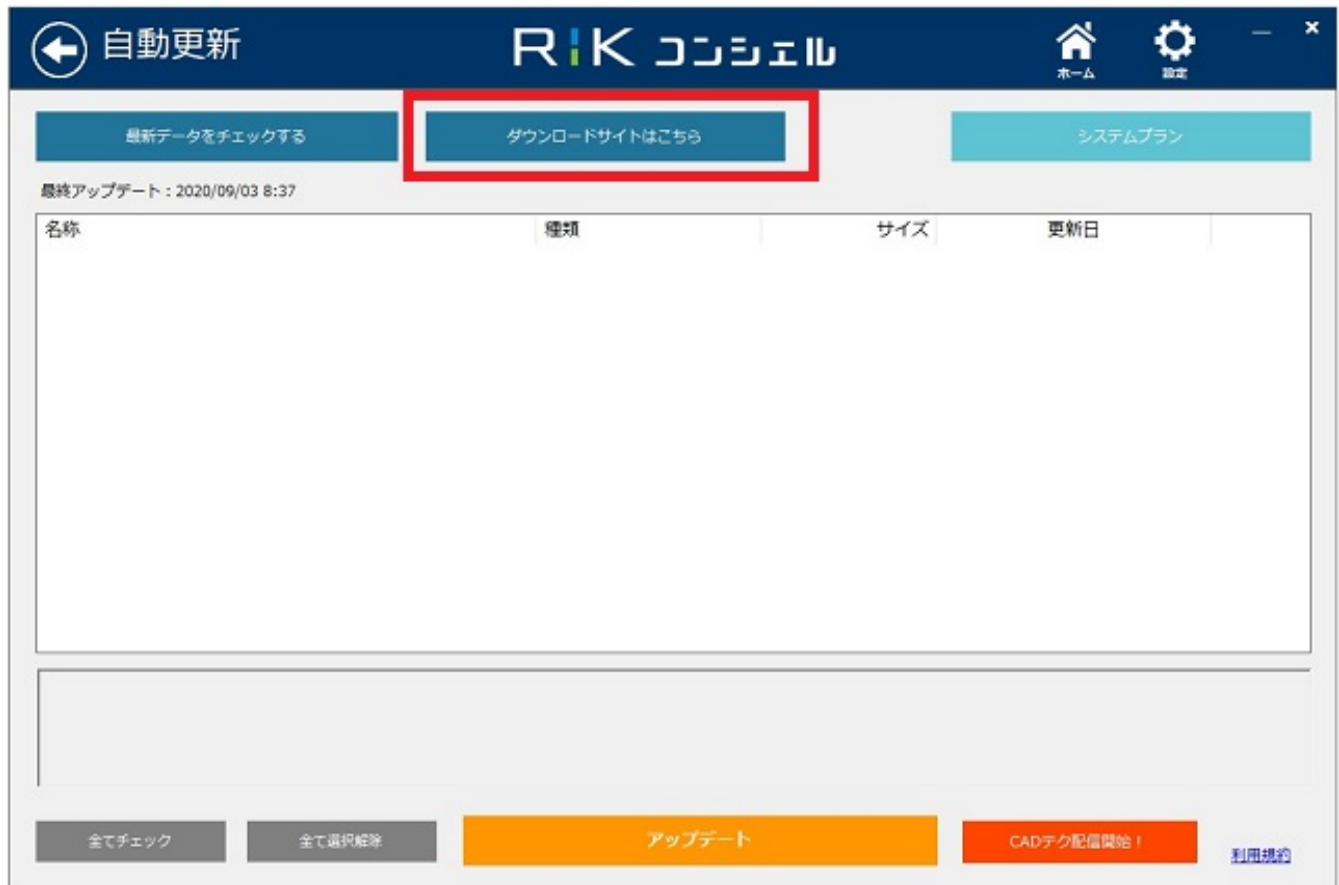 自動更新
RiK コンシェル
ホーム
設定
最新データをチェックする
ダウンロードサイトはこちら
システムプラン
最終アップデート：2020/09/03 8:37
名称 種類 サイズ 更新日
全てチェック
全て選択解除
アップデート
CADテク配信開始！
利用規約